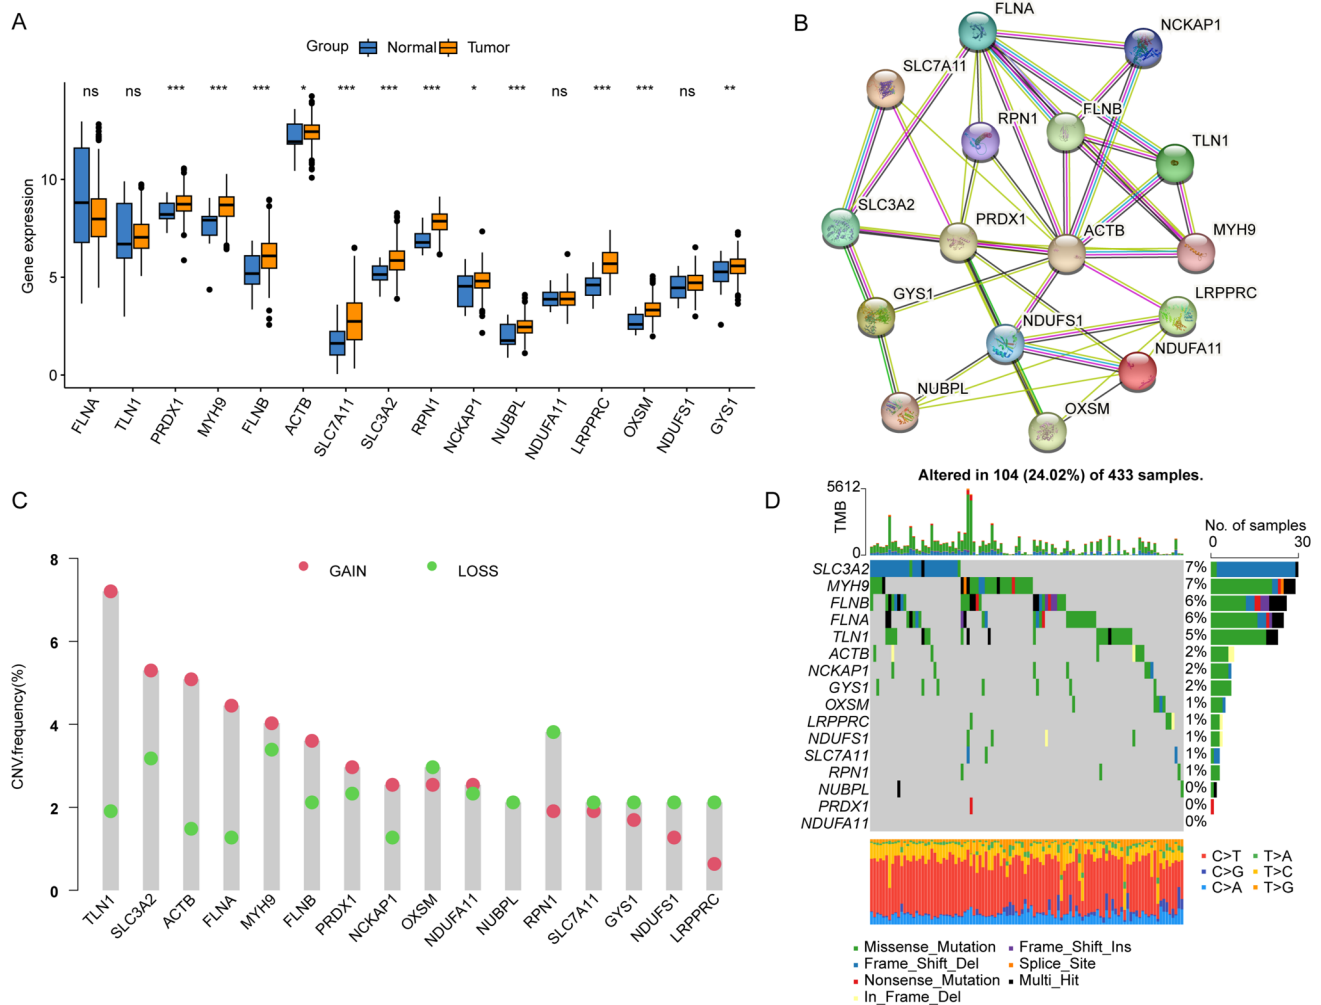 A
Group Normal Tumor
ns ns *** *** *** * *** *** *** * *** ns *** *** ns **
Gene expression
10
5
0
FLNA TLN1 PRDX1 MYH9 FLNB ACTB SLC7A11 SLC3A2 RPN1 NCKAP1 NUBPL NDUFA11 LRPPRC OXSM NDUFS1 GYS1
B
FLNA
NCKAP1
SLC7A11
RPN1
FLNB
TLN1
SLC3A2
PRDX1
ACTB
MYH9
GYS1
LRPPRC
NDUFS1
NDUFA11
NUBPL
OXSM
C
GAIN LOSS
CNV.frequency(%)
8
6
4
2
0
TLN1 SLC3A2 ACTB FLNA MYH9 FLNB PRDX1 NCKAP1 OXSM NDUFA11 NUBPL RPN1 SLC7A11 GYS1 NDUFS1 LRPPRC
D
Altered in 104 (24.02%) of 433 samples.
5612
TMB
0
No. of samples
0 30
SLC3A2 7%
MYH9 7%
FLNB 6%
FLNA 6%
TLN1 5%
ACTB 2%
NCKAP1 2%
GYS1 2%
OXSM 1%
LRPPRC 1%
NDUFS1 1%
SLC7A11 1%
RPN1 1%
NUBPL 0%
PRDX1 0%
NDUFA11 0%
C>T T>A
C>G T>C
C>A T>G
Missense_Mutation Frame_Shift_Ins
Frame_Shift_Del Splice_Site
Nonsense_Mutation Multi_Hit
In_Frame_Del